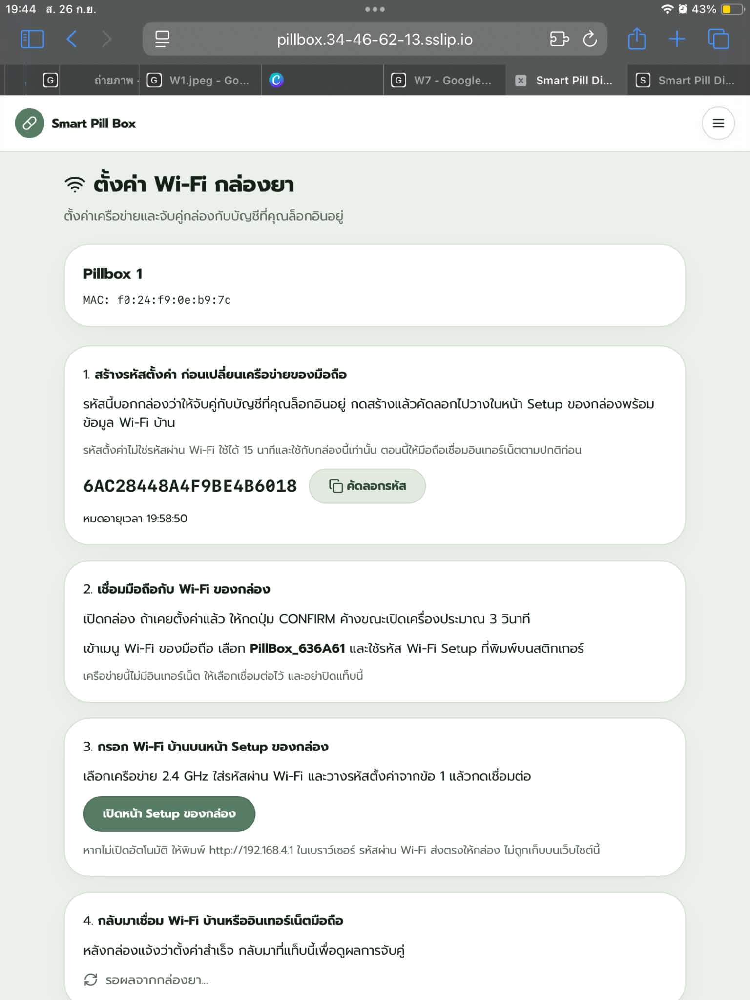 19:44 ส. 26 ก.ย.
43%
pillbox.34-46-62-13.sslip.io
G
ถ่ายภาพ -
G W1.jpeg - Go...
G W7 - Google...
Smart Pill Di...
S Smart Pill Di...
Smart Pill Box
ตั้งค่า Wi-Fi กล่องยา
ตั้งค่าเครือข่ายและจับคู่กล่องกับบัญชีที่คุณล็อกอินอยู่
Pillbox 1
MAC: f0:24:f9:0e:b9:7c
1. สร้างรหัสตั้งค่า ก่อนเปลี่ยนเครือข่ายของมือถือ
รหัสนี้บอกกล่องว่าให้จับคู่กับบัญชีที่คุณล็อกอินอยู่ กดสร้างแล้วคัดลอกไปวางในหน้า Setup ของกล่องพร้อม
ข้อมูล Wi-Fi บ้าน
รหัสตั้งค่าไม่ใช่รหัสผ่าน Wi-Fi ใช้ได้ 15 นาทีและใช้กับกล่องนี้เท่านั้น ตอนนี้ให้มือถือเชื่อมอินเทอร์เน็ตตามปกติก่อน
6AC28448A4F9BE4B6018 คัดลอกรหัส
หมดอายุเวลา 19:58:50
2. เชื่อมมือถือกับ Wi-Fi ของกล่อง
เปิดกล่อง ถ้าเคยตั้งค่าแล้ว ให้กดปุ่ม CONFIRM ค้างขณะเปิดเครื่องประมาณ 3 วินาที
เข้าเมนู Wi-Fi ของมือถือ เลือก PillBox_636A61 และใช้รหัส Wi-Fi Setup ที่พิมพ์บนสติกเกอร์
เครือข่ายนี้ไม่มีอินเทอร์เน็ต ให้เลือกเชื่อมต่อไว้ และอย่าปิดแท็บนี้
3. กรอก Wi-Fi บ้านบนหน้า Setup ของกล่อง
เลือกเครือข่าย 2.4 GHz ใส่รหัสผ่าน Wi-Fi และวางรหัสตั้งค่าจากข้อ 1 แล้วกดเชื่อมต่อ
เปิดหน้า Setup ของกล่อง
หากไม่เปิดอัตโนมัติ ให้พิมพ์ http://192.168.4.1 ในเบราว์เซอร์ รหัสผ่าน Wi-Fi ส่งตรงให้กล่อง ไม่ถูกเก็บบนเว็บไซต์นี้
4. กลับมาเชื่อม Wi-Fi บ้านหรืออินเทอร์เน็ตมือถือ
หลังกล่องแจ้งว่าตั้งค่าสำเร็จ กลับมาที่แท็บนี้เพื่อดูผลการจับคู่
รอผลจากกล่องยา...